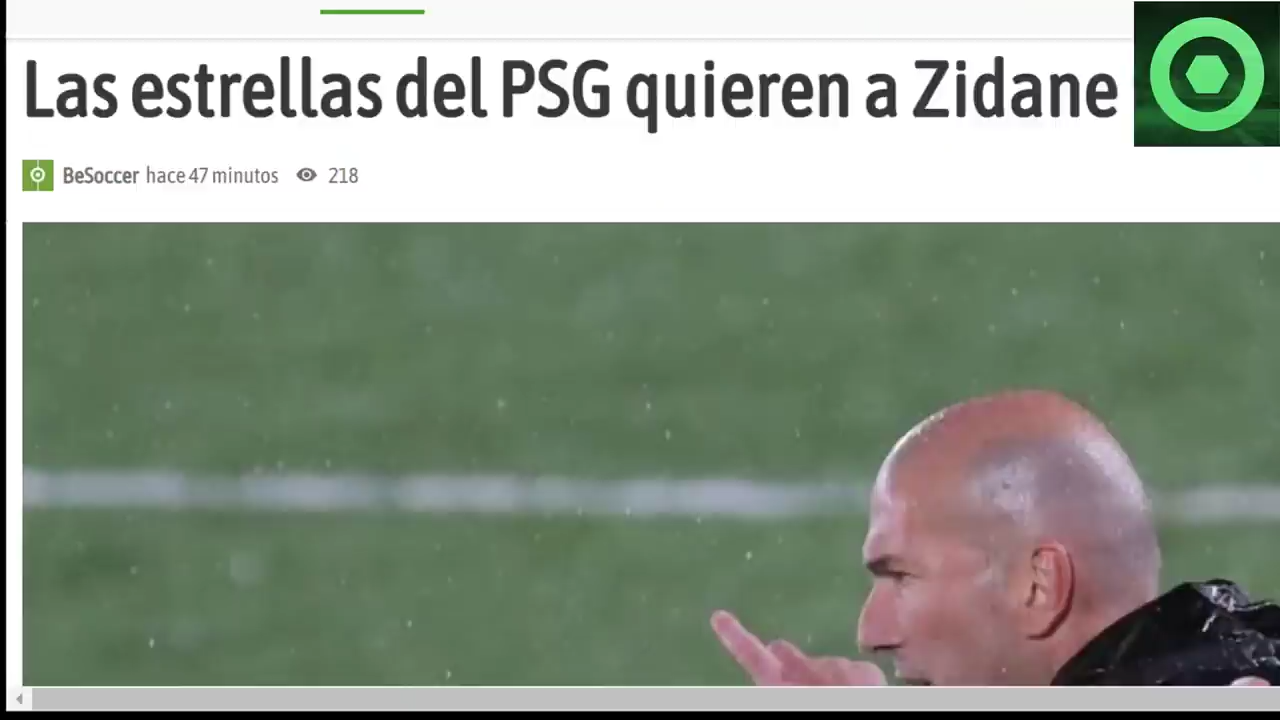 Las estrellas del PSG quieren a Zidane
BeSoccer hace 47 minutos 218